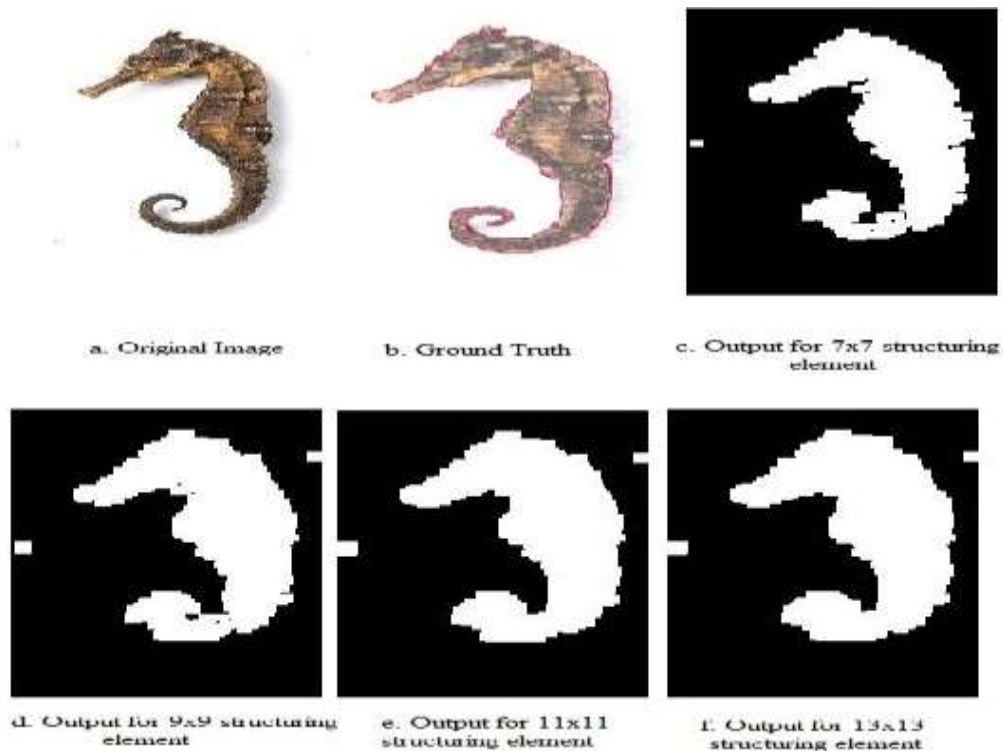 a. Original Image
b. Ground Truth
c. Output for 7x7 structuring
element
d. Output for 9x9 structuring
element
e. Output for 11x11
structuring element
f. Output for 13x13
structuring element